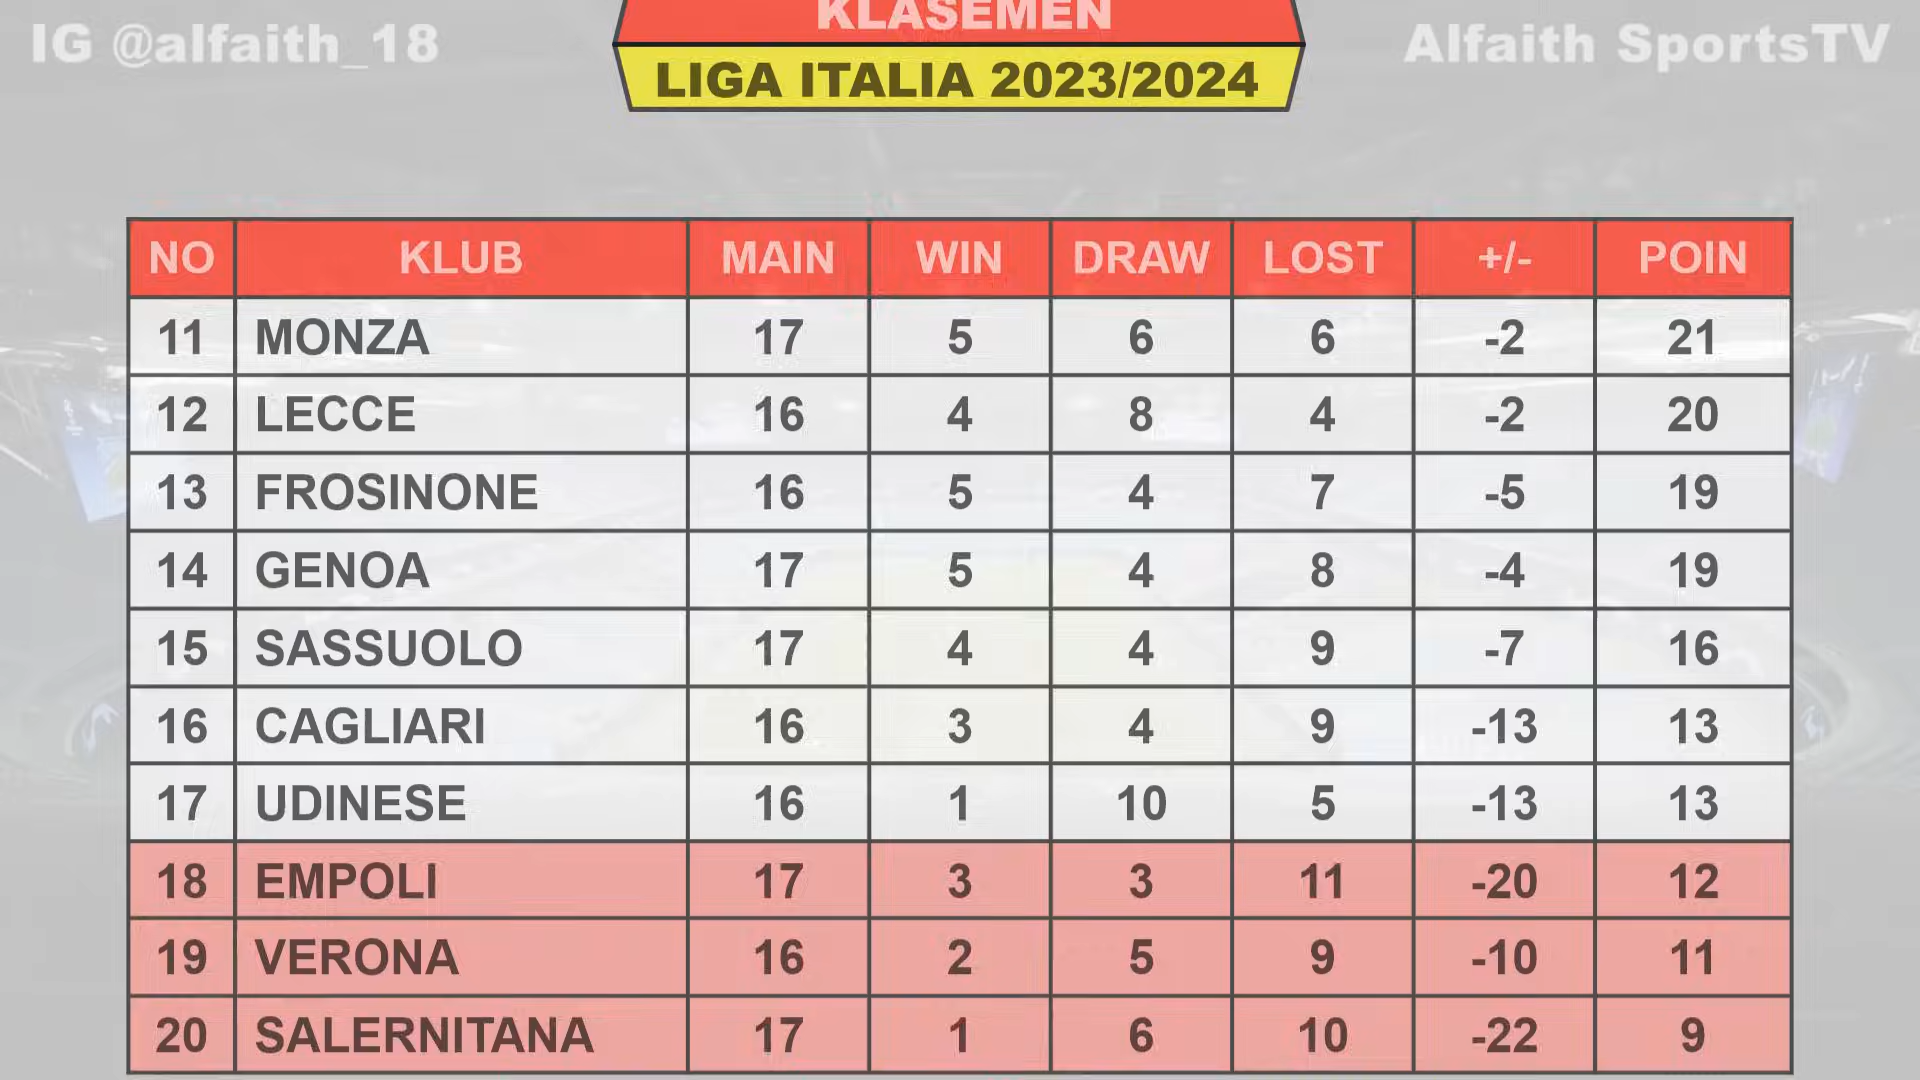 IG @alfaith_18
KLASEMEN
Alfaith SportsTV
LIGA ITALIA 2023/2024
NO KLUB MAIN WIN DRAW LOST +/- POIN
11 MONZA 17 5 6 6 -2 21
12 LECCE 16 4 8 4 -2 20
13 FROSINONE 16 5 4 7 -5 19
14 GENOA 17 5 4 8 -4 19
15 SASSUOLO 17 4 4 9 -7 16
16 CAGLIARI 16 3 4 9 -13 13
17 UDINESE 16 1 10 5 -13 13
18 EMPOLI 17 3 3 11 -20 12
19 VERONA 16 2 5 9 -10 11
20 SALERNITANA 17 1 6 10 -22 9